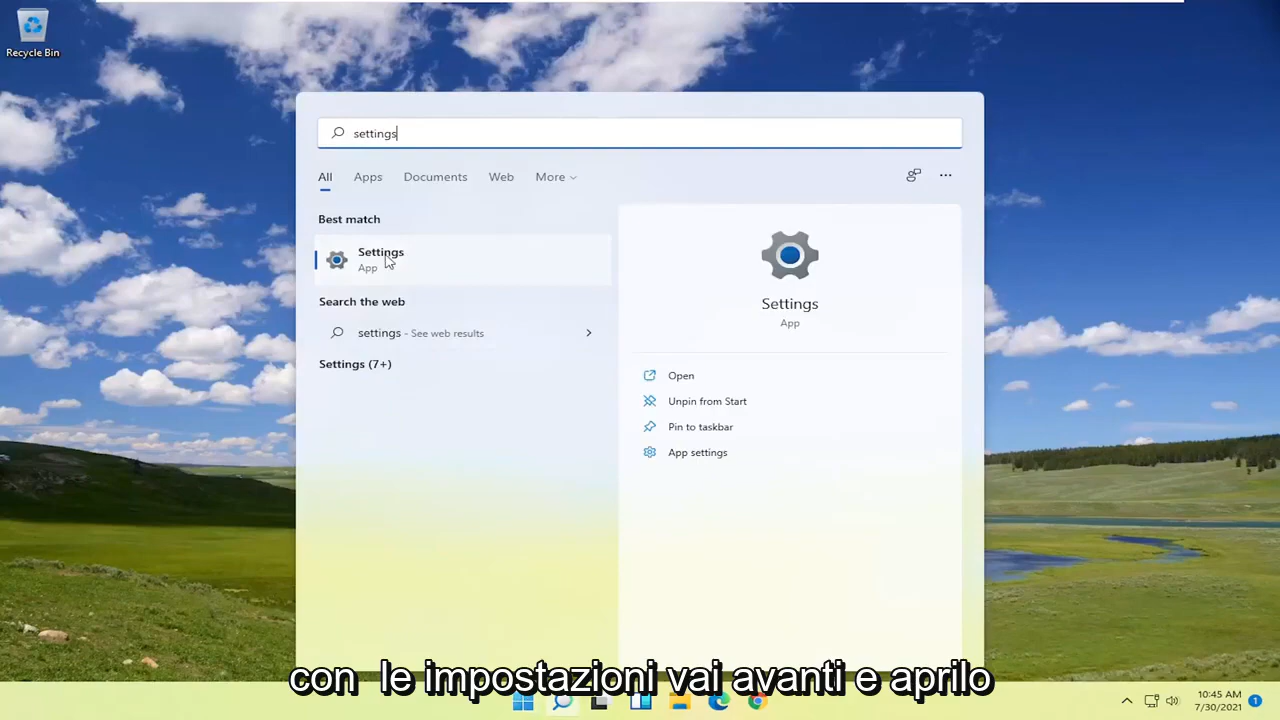 Recycle Bin
settings
All Apps Documents Web More
Best match
Settings
App
Search the web
settings - See web results
Settings (7+)
Settings
App
Open
Unpin from Start
Pin to taskbar
App settings
con le impostazioni vai avanti e aprilo
10:45 AM
7/30/2021
1